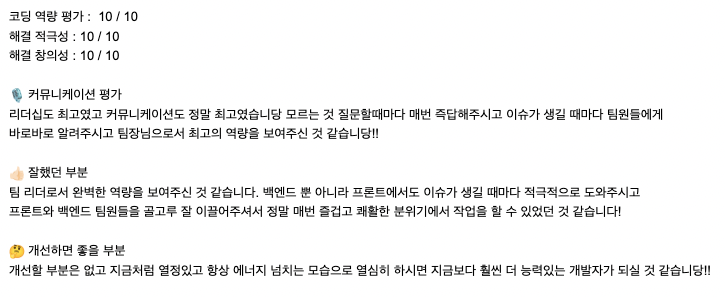 코딩 역량 평가 : 10 / 10
해결 적극성 : 10 / 10
해결 창의성 : 10 / 10
🎙️ 커뮤니케이션 평가
리더십도 최고였고 커뮤니케이션도 정말 최고였습니당 모르는 것 질문할때마다 매번 즉답해주시고 이슈가 생길 때마다 팀원들에게
바로바로 알려주시고 팀장님으로서 최고의 역량을 보여주신 것 같습니당!!
👍🏻 잘했던 부분
팀 리더로서 완벽한 역량을 보여주신 것 같습니다. 백엔드 뿐 아니라 프론트에서도 이슈가 생길 때마다 적극적으로 도와주시고
프론트와 백엔드 팀원들을 골고루 잘 이끌어주셔서 정말 매번 즐겁고 쾌활한 분위기에서 작업을 할 수 있었던 것 같습니다!
🤔 개선하면 좋을 부분
개선할 부분은 없고 지금처럼 열정있고 항상 에너지 넘치는 모습으로 열심히 하시면 지금보다 훨씬 더 능력있는 개발자가 되실 것 같습니당!!